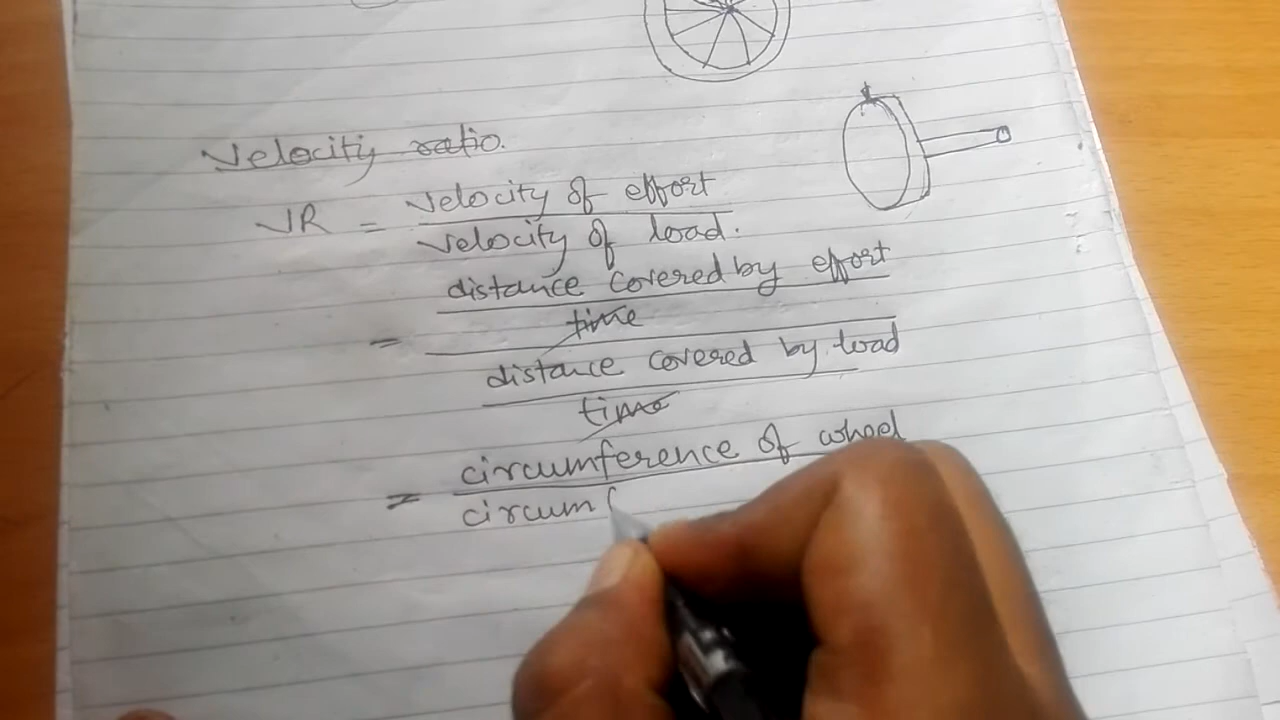 Velocity ratio.
VR = velocity of effort
velocity of load.
= distance covered by effort
time
distance covered by load
time
= circumference of wheel
circumf